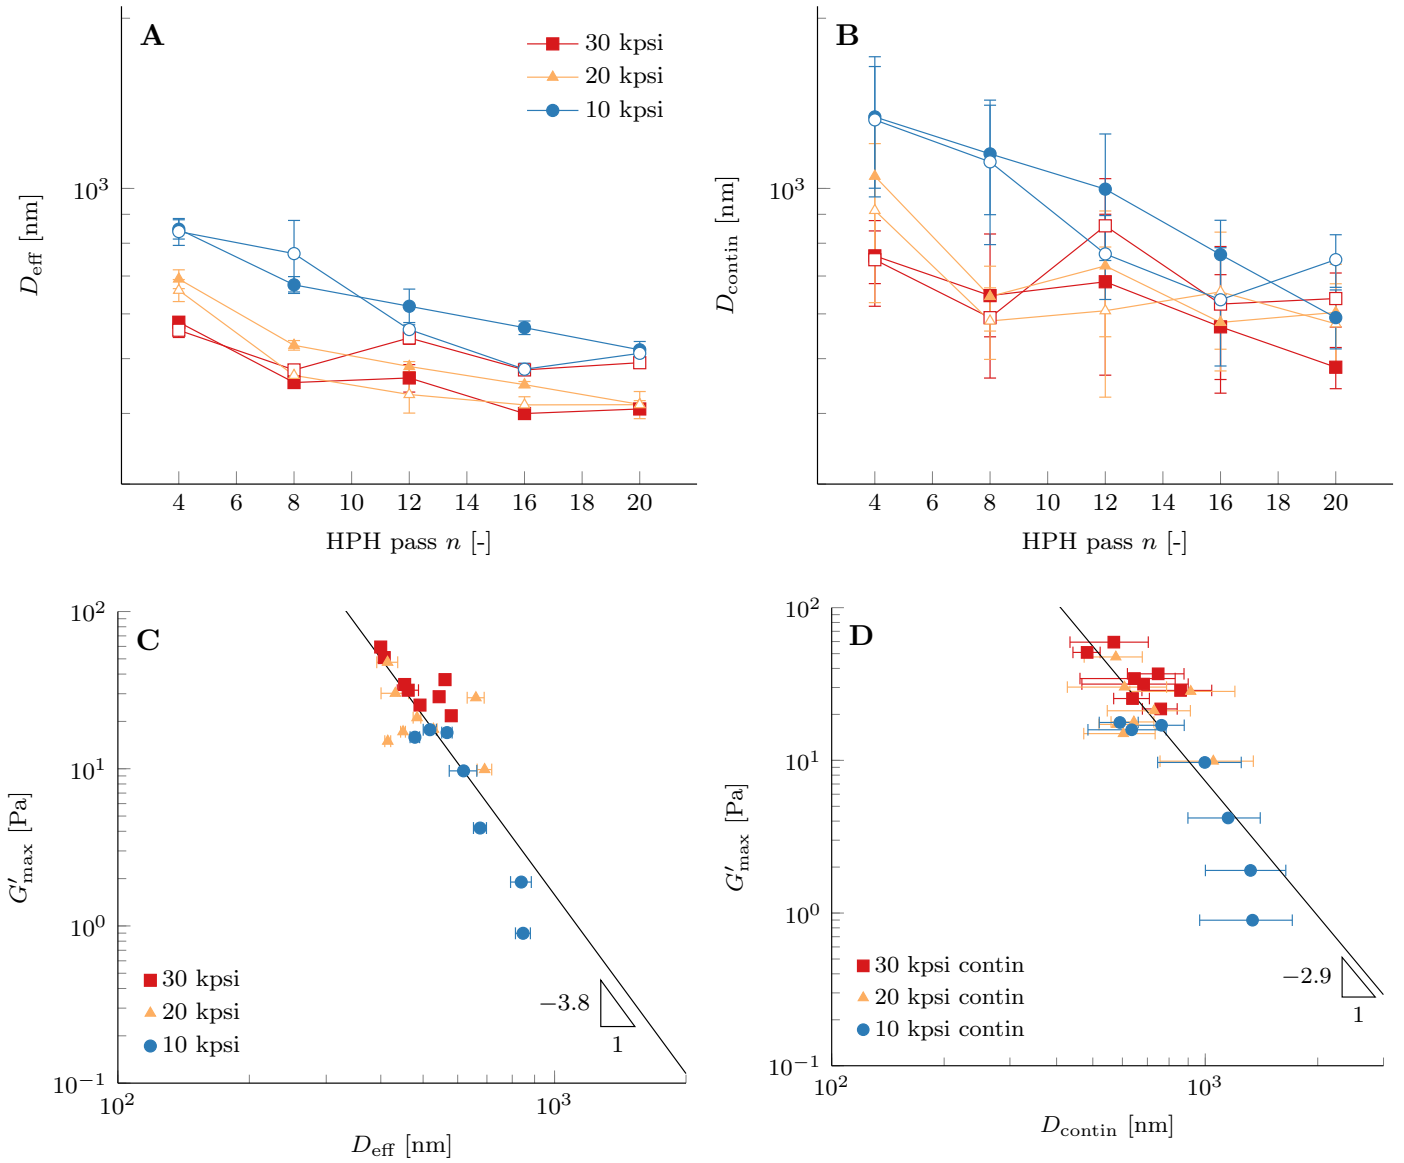 A
30 kpsi
20 kpsi
10 kpsi
10^3
D_eff [nm]
4 6 8 10 12 14 16 18 20
HPH pass n [-]
B
10^3
D_contin [nm]
4 6 8 10 12 14 16 18 20
HPH pass n [-]
C
10^2
10^1
10^0
10^−1
G′_max [Pa]
30 kpsi
20 kpsi
10 kpsi
−3.8
1
10^2 10^3
D_eff [nm]
D
10^2
10^1
10^0
10^−1
G′_max [Pa]
30 kpsi contin
20 kpsi contin
10 kpsi contin
−2.9
1
10^2 10^3
D_contin [nm]